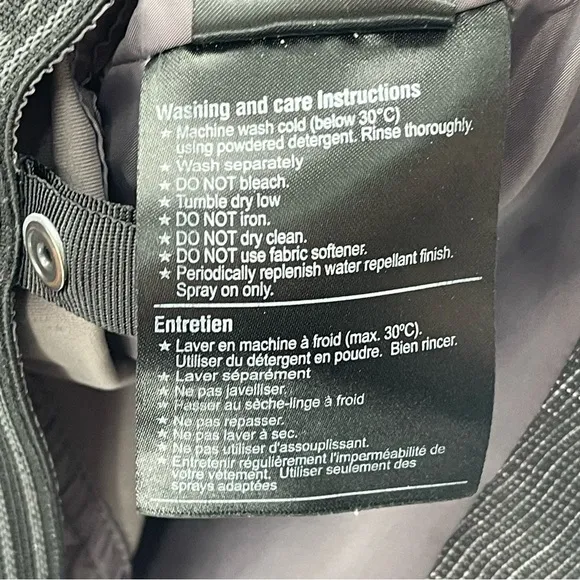 Washing and care Instructions
★ Machine wash cold (below 30°C)
using powdered detergent. Rinse thoroughly.
★ Wash separately
★ DO NOT bleach.
★ Tumble dry low
★ DO NOT iron.
★ DO NOT dry clean.
★ DO NOT use fabric softener.
★ Periodically replenish water repellant finish.
Spray on only.
Entretien
★ Laver en machine à froid (max. 30ºC).
Utiliser du détergent en poudre. Bien rincer.
★ Laver séparément
★ Ne pas javelliser.
★ Passer au sèche-linge à froid
★ Ne pas repasser.
★ Ne pas laver à sec.
★ Ne pas utiliser d'assouplissant.
★ Entretenir régulièrement l'imperméabilité de
votre vêtement. Utiliser seulement des
sprays adaptées